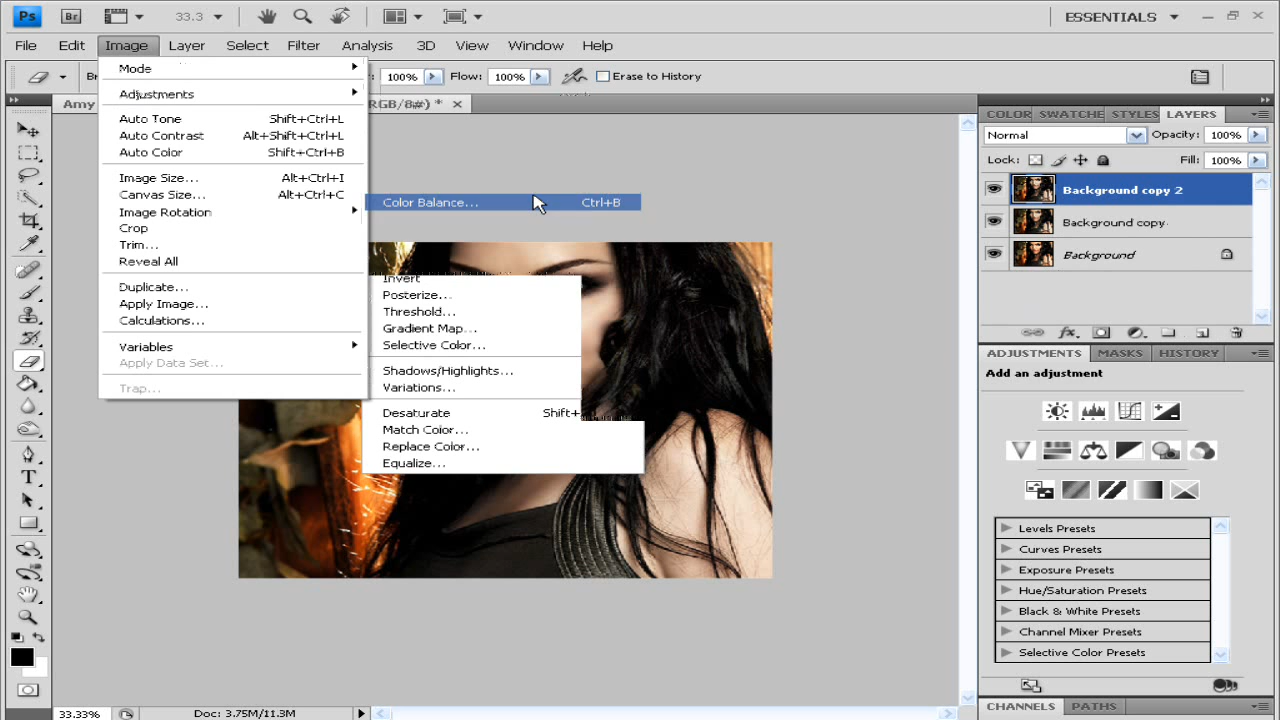 Ps Br 33.3 ESSENTIALS
File Edit Image Layer Select Filter Analysis 3D View Window Help
100% Flow: 100% Erase to History
Amy RGB/8#) *
Mode
Adjustments
Auto Tone Shift+Ctrl+L
Auto Contrast Alt+Shift+Ctrl+L
Auto Color Shift+Ctrl+B
Image Size... Alt+Ctrl+I
Canvas Size... Alt+Ctrl+C
Image Rotation
Crop
Trim...
Reveal All
Duplicate...
Apply Image...
Calculations...
Variables
Apply Data Set...
Trap...
Color Balance... Ctrl+B
Invert
Posterize...
Threshold...
Gradient Map...
Selective Color...
Shadows/Highlights...
Variations...
Desaturate Shift+
Match Color...
Replace Color...
Equalize...
COLOR SWATCHE STYLES LAYERS
Normal Opacity: 100%
Lock: Fill: 100%
Background copy 2
Background copy
Background
ADJUSTMENTS MASKS HISTORY
Add an adjustment
Levels Presets
Curves Presets
Exposure Presets
Hue/Saturation Presets
Black & White Presets
Channel Mixer Presets
Selective Color Presets
CHANNELS PATHS
33.33% Doc: 3.75M/11.3M